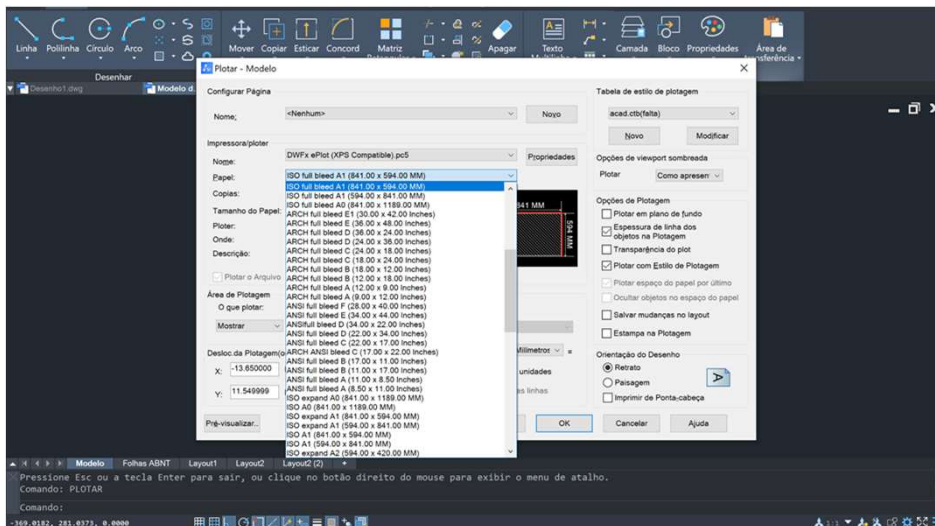 Linha Polilinha Círculo Arco
Mover Copiar Esticar Concord Matriz
Apagar Texto
Camada Bloco Propriedades Área de
Desenhar
Desenho1.dwg Modelo d
Plotar - Modelo
Configurar Página
Nome; <Nenhum> Noyo
Impressora/ploter
Nome: DWFx ePlot (XPS Compatible).pc5 Propriedades
Papel: ISO full bleed A1 (841.00 x 594.00 MM)
ISO full bleed A1 (841.00 x 594.00 MM)
ISO full bleed A1 (594.00 x 841.00 MM)
ISO full bleed A0 (841.00 x 1189.00 MM)
ARCH full bleed E1 (30.00 x 42.00 Inches)
ARCH full bleed E (36.00 x 48.00 Inches)
ARCH full bleed D (36.00 x 24.00 Inches)
ARCH full bleed D (24.00 x 36.00 Inches)
ARCH full bleed C (24.00 x 18.00 Inches)
ARCH full bleed C (18.00 x 24.00 Inches)
ARCH full bleed B (18.00 x 12.00 Inches)
ARCH full bleed B (12.00 x 18.00 Inches)
ARCH full bleed A (12.00 x 9.00 Inches)
ARCH full bleed A (9.00 x 12.00 Inches)
ANSI full bleed F (28.00 x 40.00 Inches)
ANSI full bleed E (34.00 x 44.00 Inches)
ANSIfull bleed D (34.00 x 22.00 Inches)
ANSI full bleed D (22.00 x 34.00 Inches)
ANSI full bleed C (22.00 x 17.00 Inches)
ARCH ANSI bleed C (17.00 x 22.00 Inches)
ANSI full bleed B (17.00 x 11.00 Inches)
ANSI full bleed B (11.00 x 17.00 Inches)
ANSI full bleed A (11.00 x 8.50 Inches)
ANSI full bleed A (8.50 x 11.00 Inches)
ISO expand A0 (841.00 x 1189.00 MM)
ISO A0 (841.00 x 1189.00 MM)
ISO expand A1 (841.00 x 594.00 MM)
ISO expand A1 (594.00 x 841.00 MM)
ISO A1 (841.00 x 594.00 MM)
ISO A1 (594.00 x 841.00 MM)
ISO expand A2 (594.00 x 420.00 MM)
Copias:
Tamanho do Papel:
Ploter:
Onde:
Descrição:
Plotar o Arquivo
841 MM
594 MM
Área de Plotagem
O que plotar:
Mostrar
Desloc.da Plotagem(o
X: -13.650000
Y: 11.549999
Milímetros =
unidades
as linhas
Pré-visualizar..
Tabela de estilo de plotagem
acad.ctb(falta)
Novo Modificar
Opções de viewport sombreada
Plotar Como apresen
Opções de Plotagem
Plotar em plano de fundo
Espessura de linha dos
objetos na Plotagem
Transparência do plot
Plotar com Estilo de Plotagem
Plotar espaço do papel por último
Ocultar objetos no espaço do papel
Salvar mudanças no layout
Estampa na Plotagem
Orientação do Desenho
Retrato
Paisagem
A
Imprimir de Ponta-cabeça
OK Cancelar Ajuda
Modelo Folhas ABNT Layout1 Layout2 Layout2 (2) +
Pressione Esc ou a tecla Enter para sair, ou clique no botão direito do mouse para exibir o menu de atalho.
Comando: PLOTAR
Comando:
-369.0182, 281.0373, 0.0000 1:1